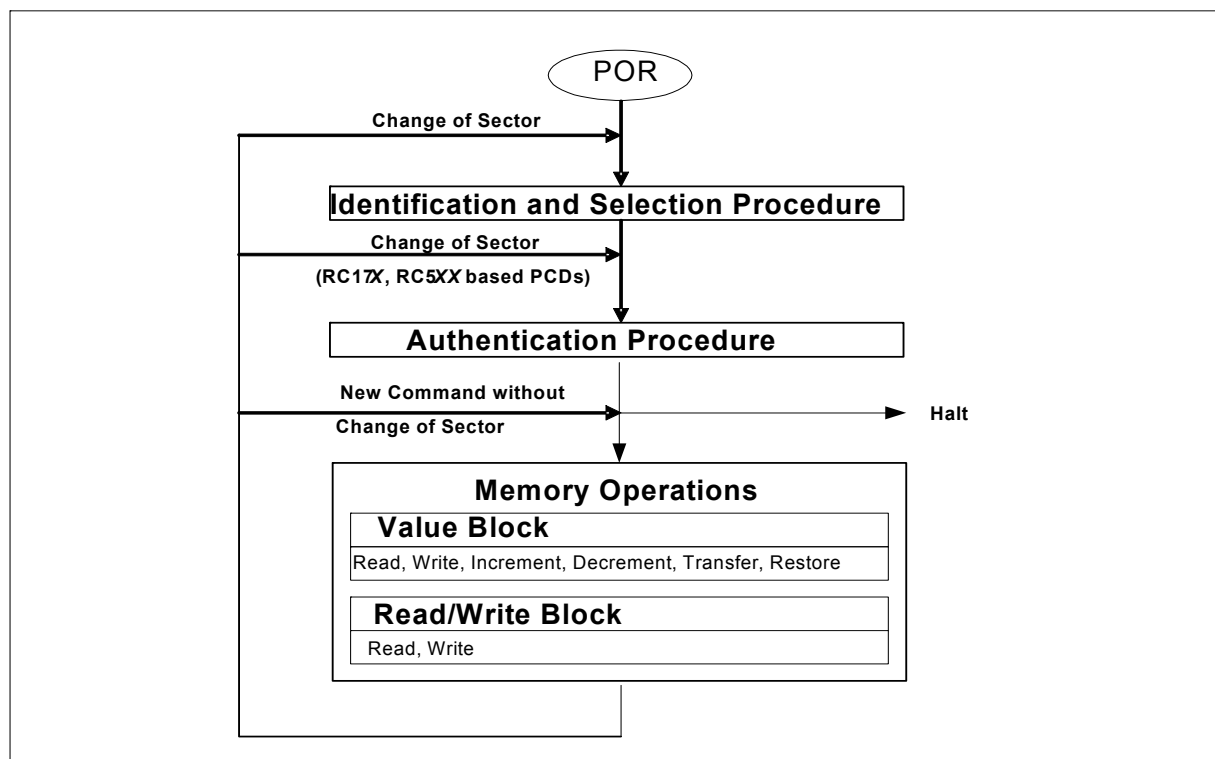 POR
Change of Sector
Identification and Selection Procedure
Change of Sector
(RC17X, RC5XX based PCDs)
Authentication Procedure
New Command without
Change of Sector
Halt
Memory Operations
Value Block
Read, Write, Increment, Decrement, Transfer, Restore
Read/Write Block
Read, Write